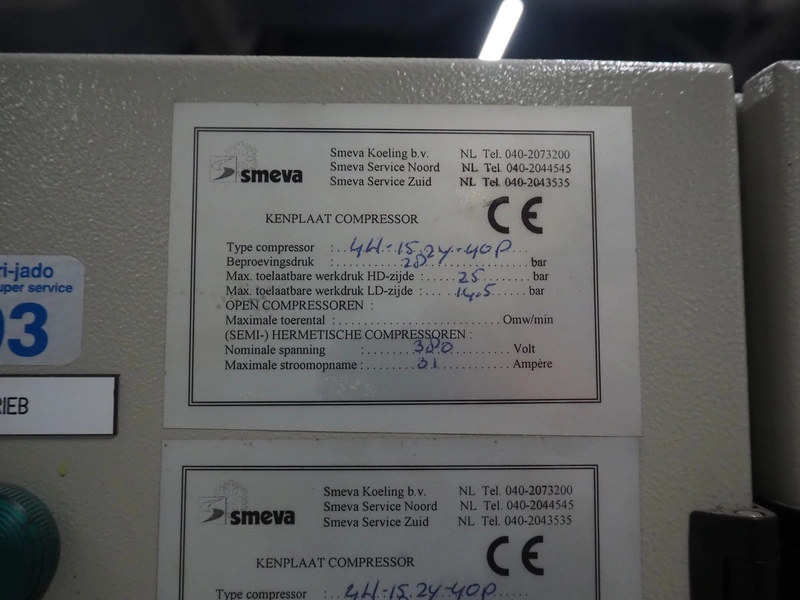 smeva
Smeva Koeling b.v. NL Tel. 040-2073200
Smeva Service Noord NL Tel. 040-2044545
Smeva Service Zuid NL Tel. 040-2043535
CE
KENPLAAT COMPRESSOR
Type compressor : 4H-15.2Y-40P
Beproevingsdruk : 28 bar
Max. toelaatbare werkdruk HD-zijde : 25 bar
Max. toelaatbare werkdruk LD-zijde : 14,5 bar
OPEN COMPRESSOREN :
Maximale toerental : Omw/min
(SEMI-) HERMETISCHE COMPRESSOREN :
Nominale spanning : 380 Volt
Maximale stroomopname : 31 Ampère
ri-jado
uper service
03
RIEB
smeva
Smeva Koeling b.v. NL Tel. 040-2073200
Smeva Service Noord NL Tel. 040-2044545
Smeva Service Zuid NL Tel. 040-2043535
CE
KENPLAAT COMPRESSOR
Type compressor : 4H-15.2Y-40P